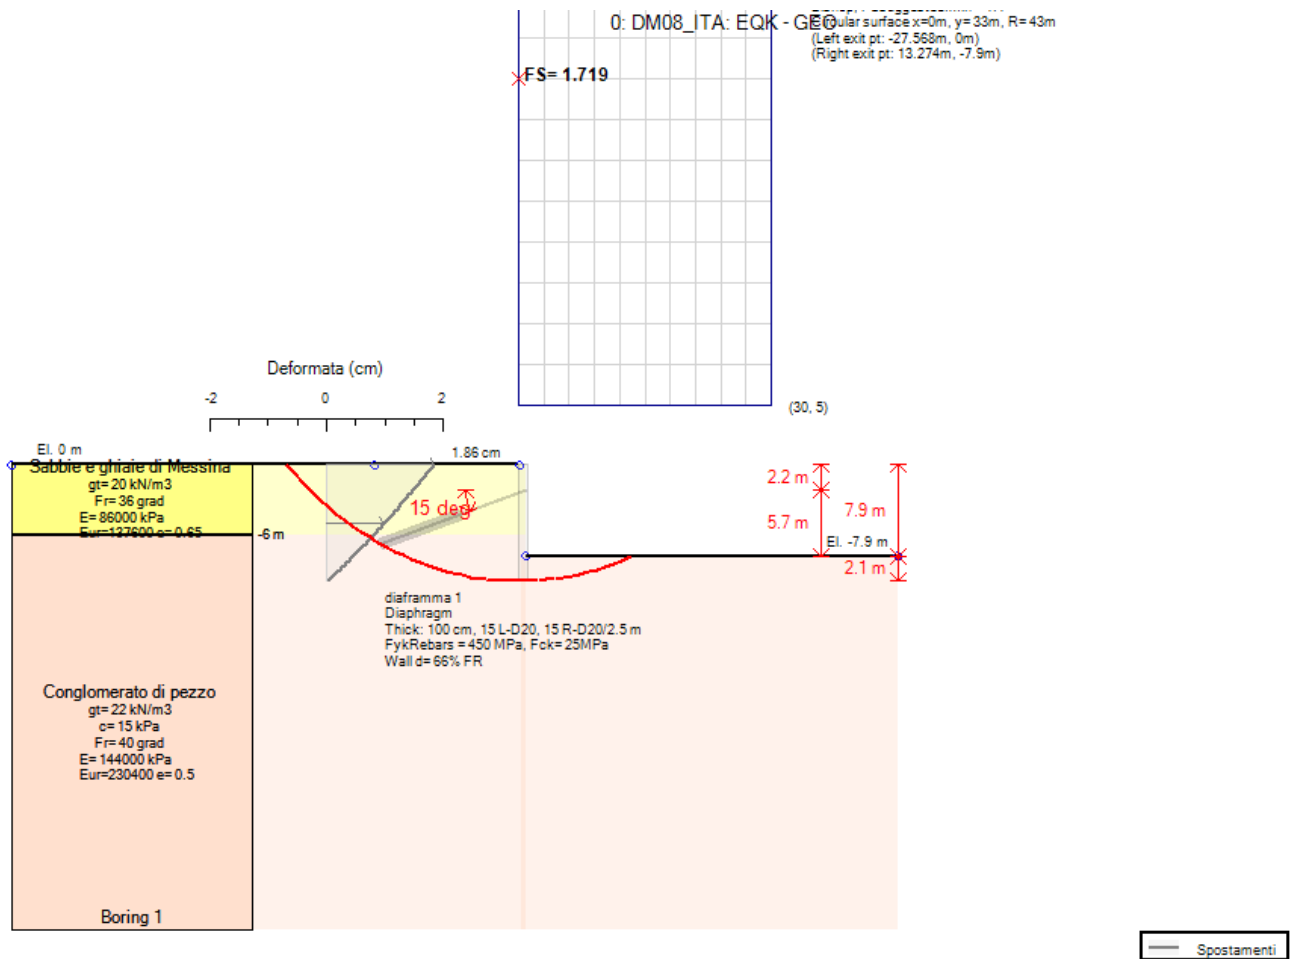 0: DM08_ITA: EQK - GEO
Circular surface x=0m, y= 33m, R= 43m
(Left exit pt: -27.568m, 0m)
(Right exit pt: 13.274m, -7.9m)
FS= 1.719
(30, 5)
Deformata (cm)
-2 0 2
El. 0 m
1.86 cm
Sabbie e ghiaie di Messina
gt= 20 kN/m3
Fr= 36 grad
E= 86000 kPa
Eur=137600 e= 0.65
-6 m
15 deg
2.2 m
5.7 m
7.9 m
El. -7.9 m
2.1 m
diaframma 1
Diaphragm
Thick: 100 cm, 15 L-D20, 15 R-D20/2.5 m
FykRebars = 450 MPa, Fck= 25MPa
Wall d= 66% FR
Conglomerato di pezzo
gt= 22 kN/m3
c= 15 kPa
Fr= 40 grad
E= 144000 kPa
Eur=230400 e= 0.5
Boring 1
Spostamenti